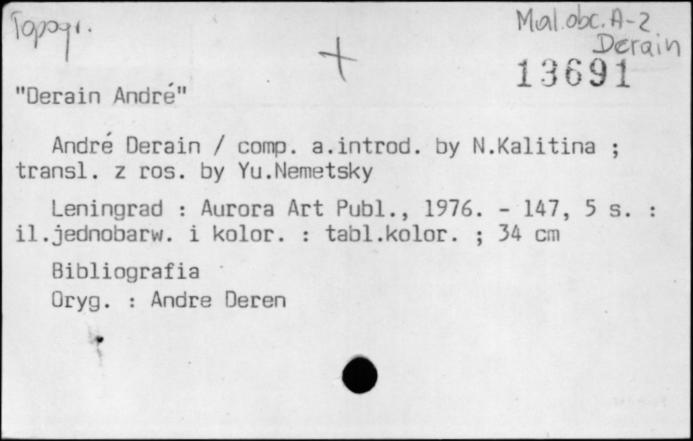 Topogr.
Mal.obc. A-2
Derain
13691
"Derain André"
André Derain / comp. a.introd. by N.Kalitina ;
transl. z ros. by Yu.Nemetsky
Leningrad : Aurora Art Publ., 1976. - 147, 5 s. :
il.jednobarw. i kolor. : tabl.kolor. ; 34 cm
Bibliografia
Oryg. : Andre Deren